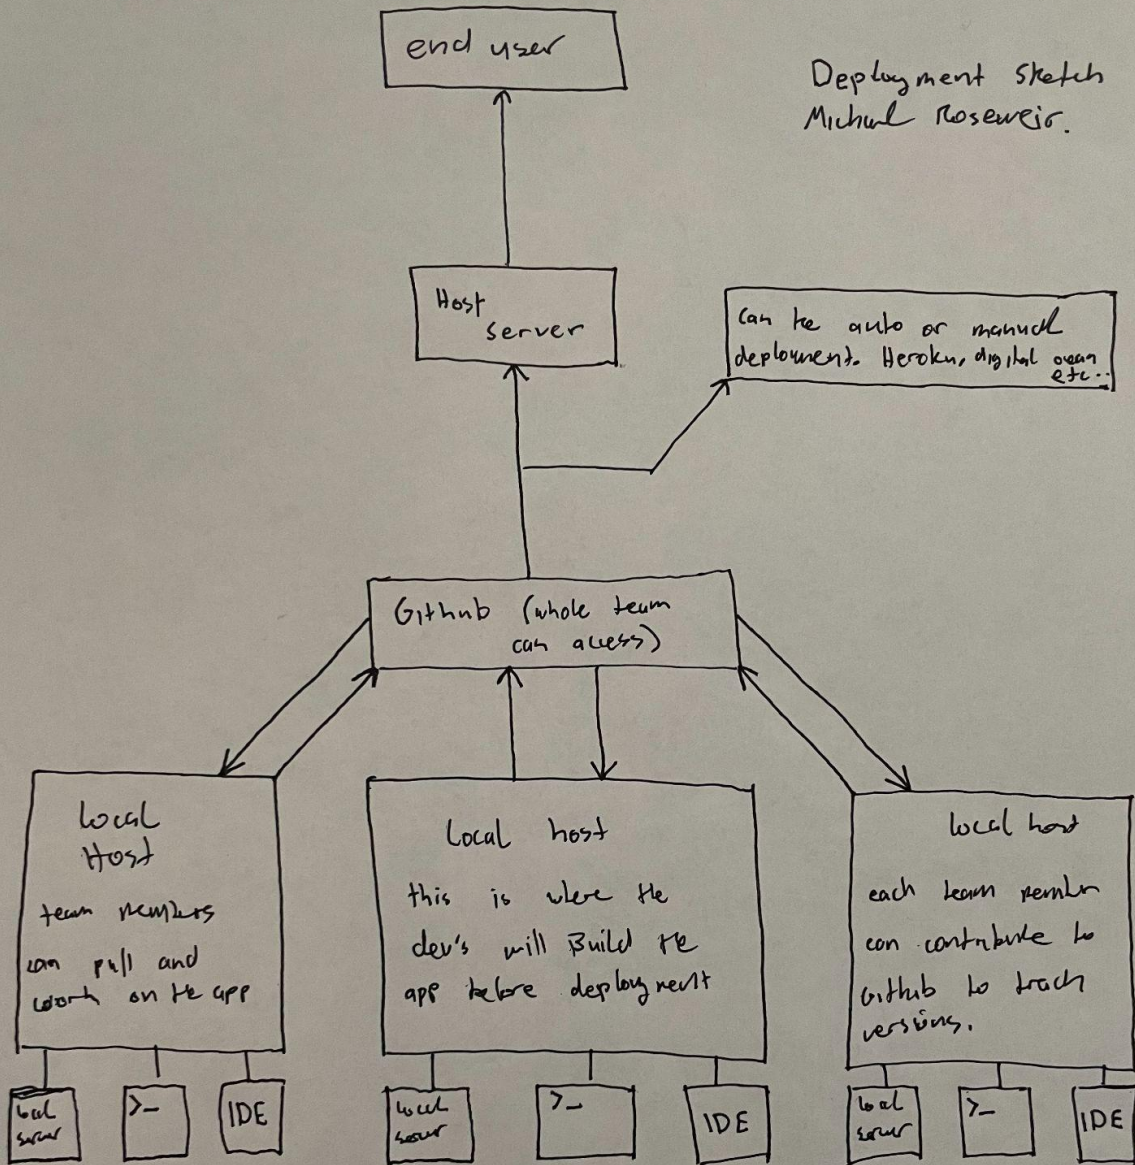 end user
Deployment Sketch
Michael Roseweir.
Host
server
Can be auto or manual
deployment. Heroku, digital ocean
etc..
Github (whole team
can access)
Local
Host
team members
can pull and
work on the app
Local host
this is where the
dev's will Build the
app before deployment
local host
each team member
can contribute to
Github to track
versions.
local
server
>_
IDE
local
server
>_
IDE
local
server
>_
IDE